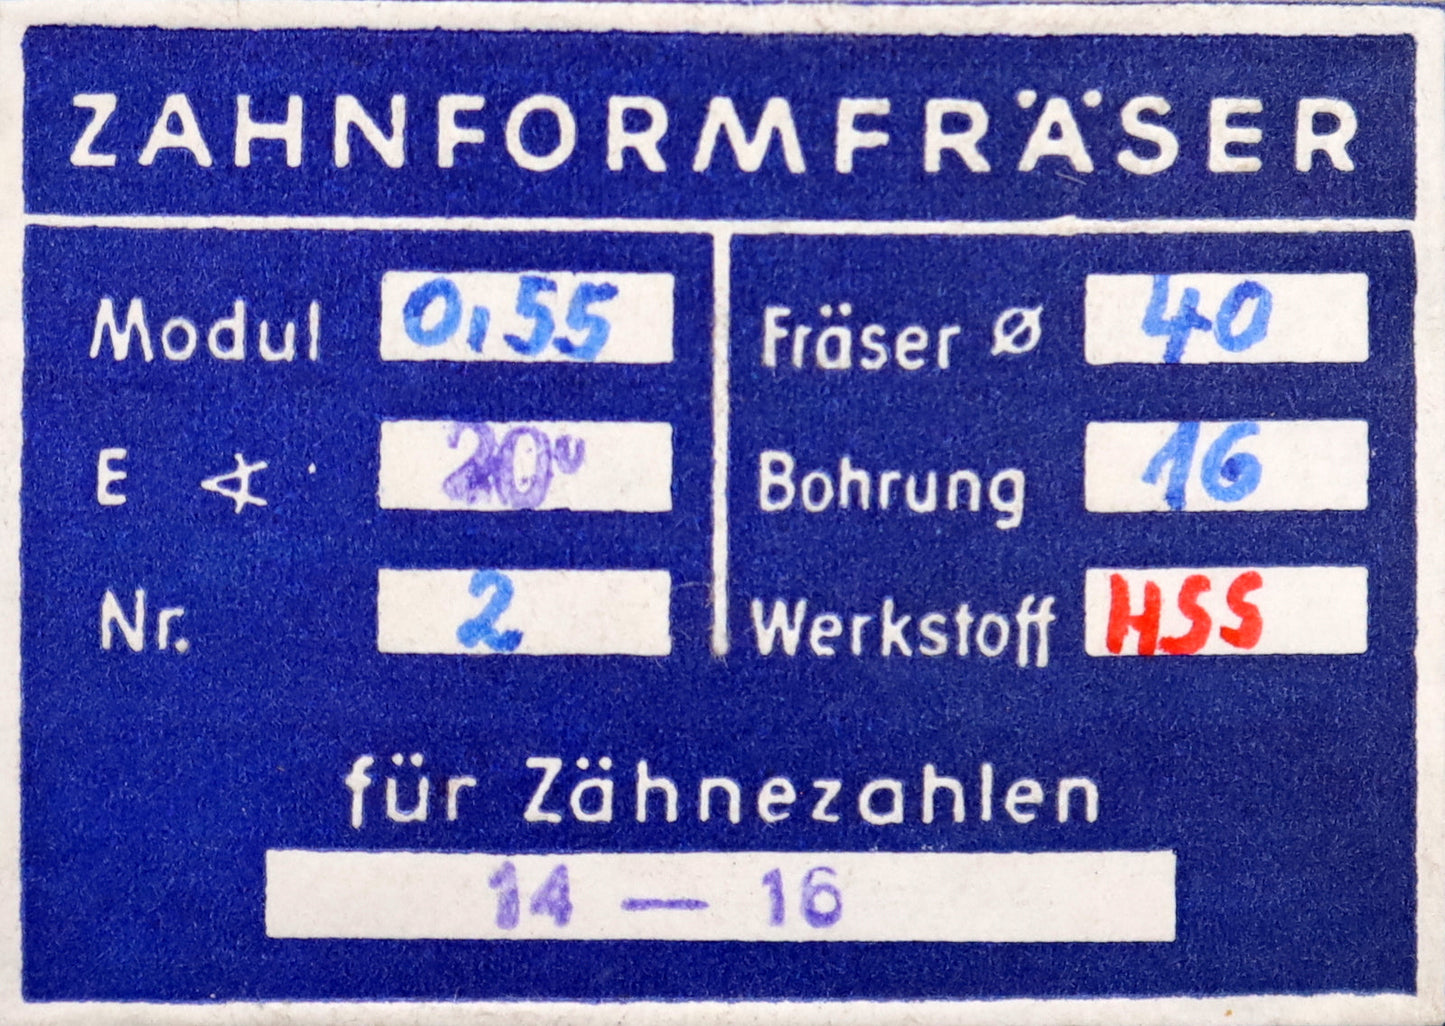 ZAHNFORMFRÄSER
Modul 0,55
E ∢ 20°
Nr. 2
Fräser ⌀ 40
Bohrung 16
Werkstoff HSS
für Zähnezahlen
14 — 16